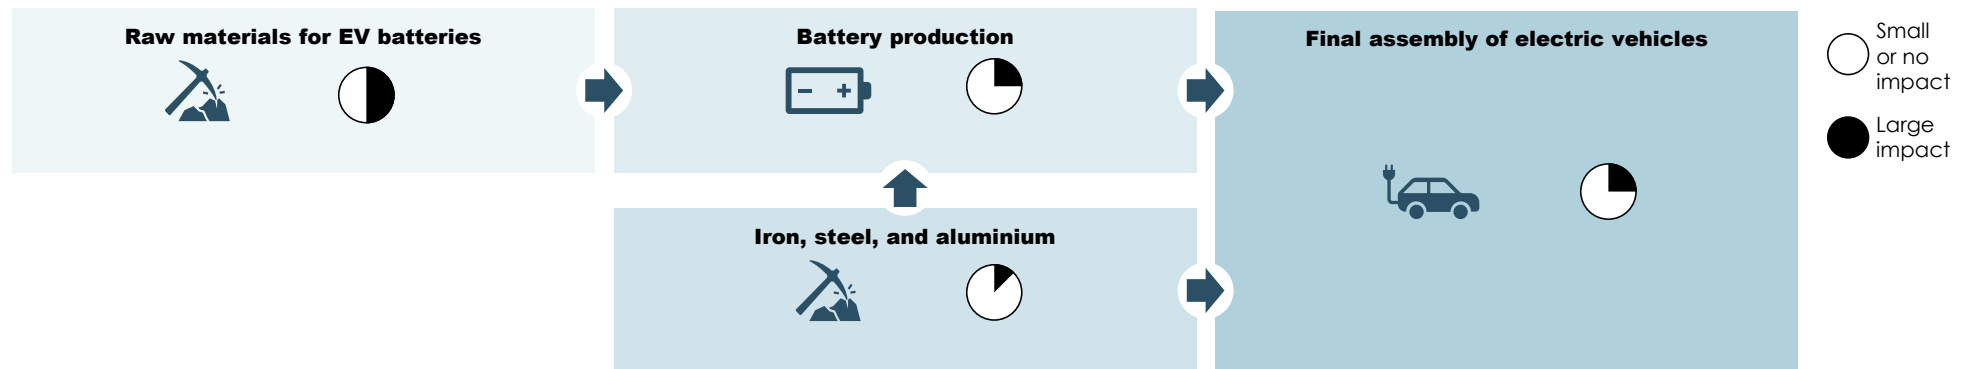 Raw materials for EV batteries
Battery production
Final assembly of electric vehicles
Small
or no
impact
Large
impact
Iron, steel, and aluminium